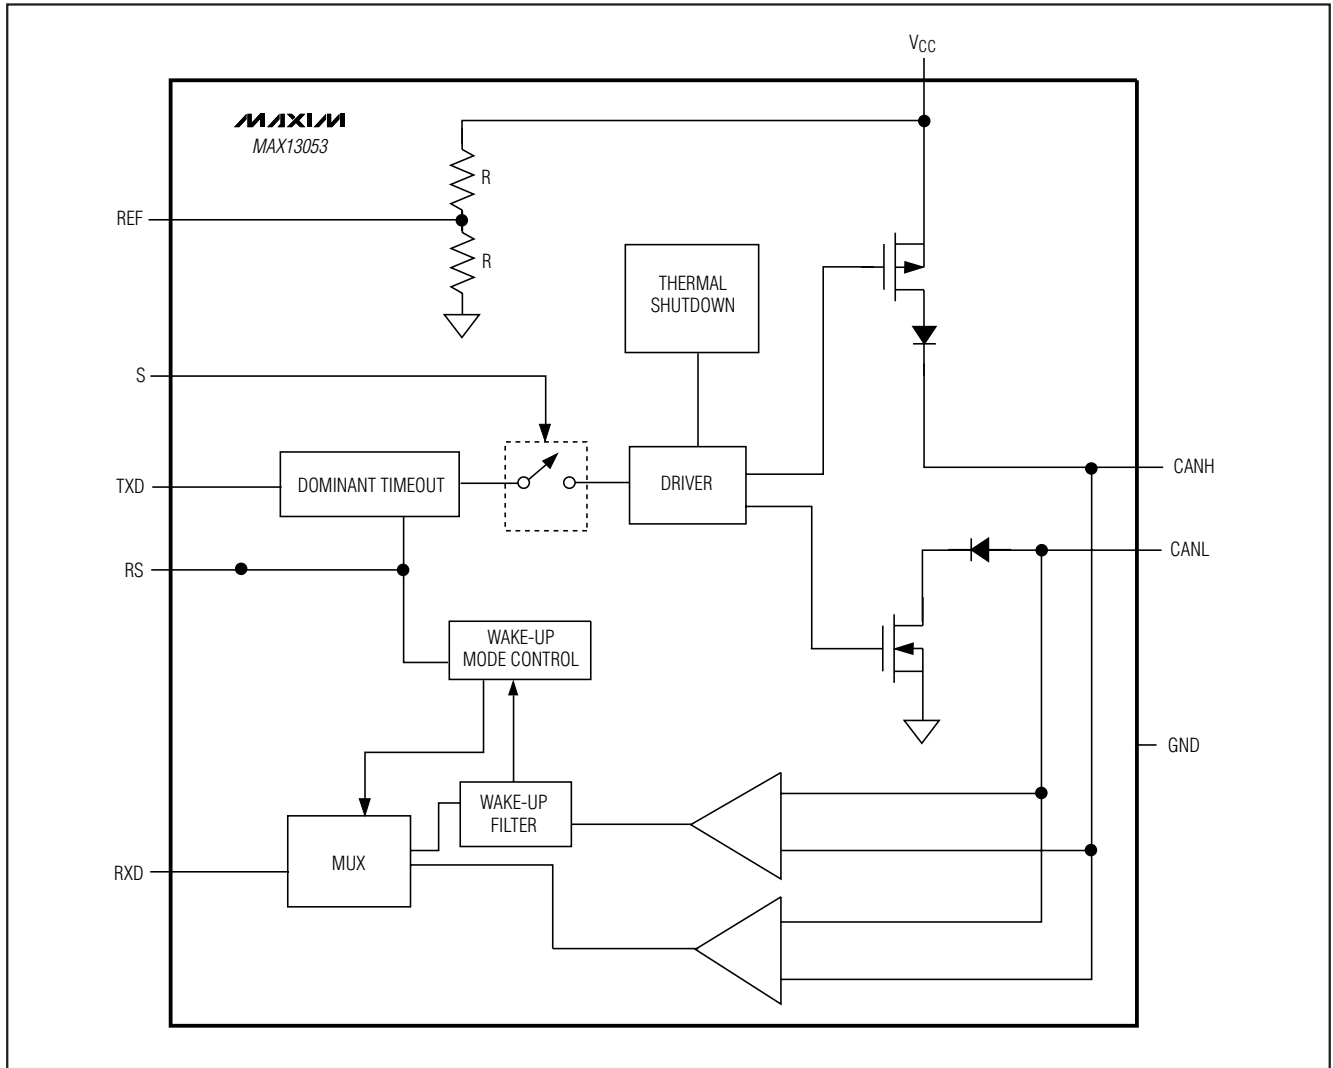 VCC
MAXIM
MAX13053
R
REF
R
THERMAL
SHUTDOWN
S
CANH
TXD
DOMINANT TIMEOUT
DRIVER
CANL
RS
WAKE-UP
MODE CONTROL
GND
WAKE-UP
FILTER
MUX
RXD